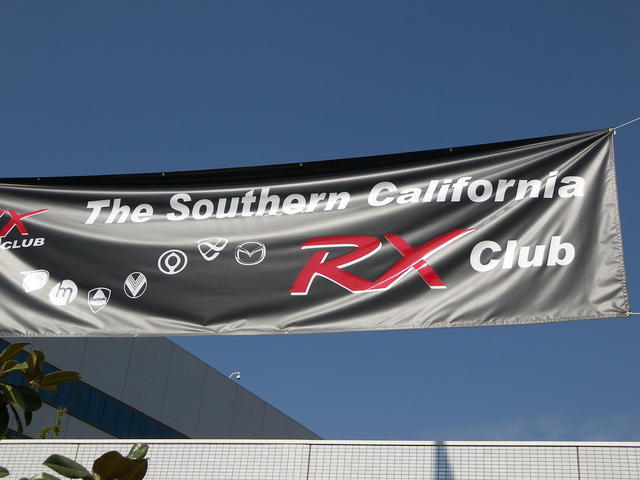 The Southern California
RX Club
X
CLUB